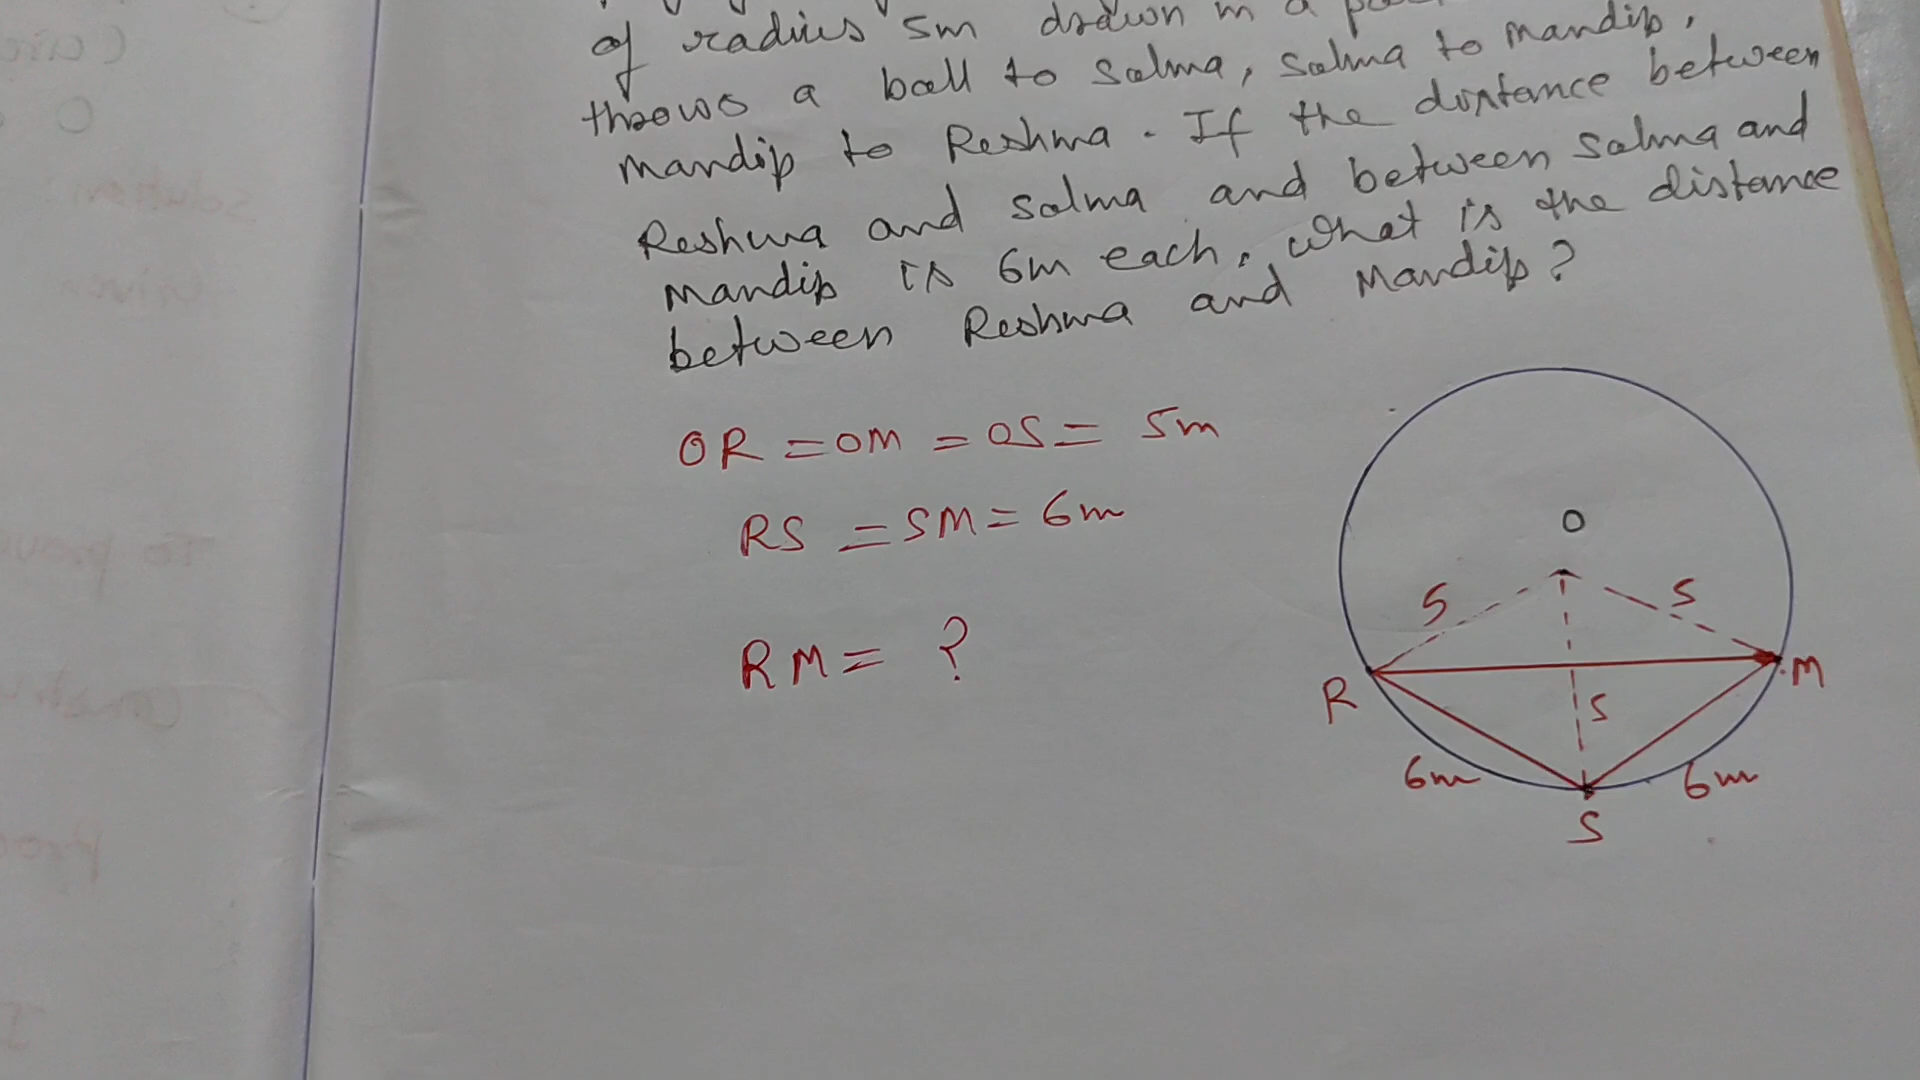 of radius 5m drawn in a
throws a ball to Salma, Salma to Mandip,
Mandip to Reshma. If the distance between
Reshma and Salma and between Salma and
Mandip is 6m each, what is the distance
between Reshma and Mandip?
OR = OM = OS = 5m
RS = SM = 6m
RM = ?
O
5
5
R
M
5
6m
6m
S